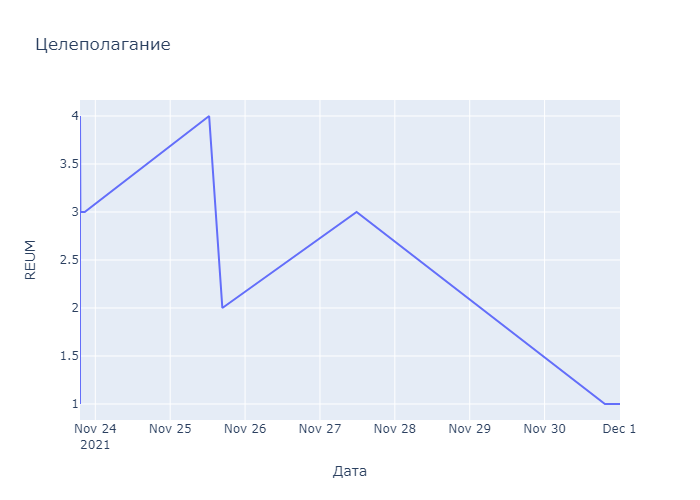 Целеполагание
4
3.5
3
2.5
2
1.5
1
REUM
Nov 24
2021
Nov 25
Nov 26
Nov 27
Nov 28
Nov 29
Nov 30
Dec 1
Дата